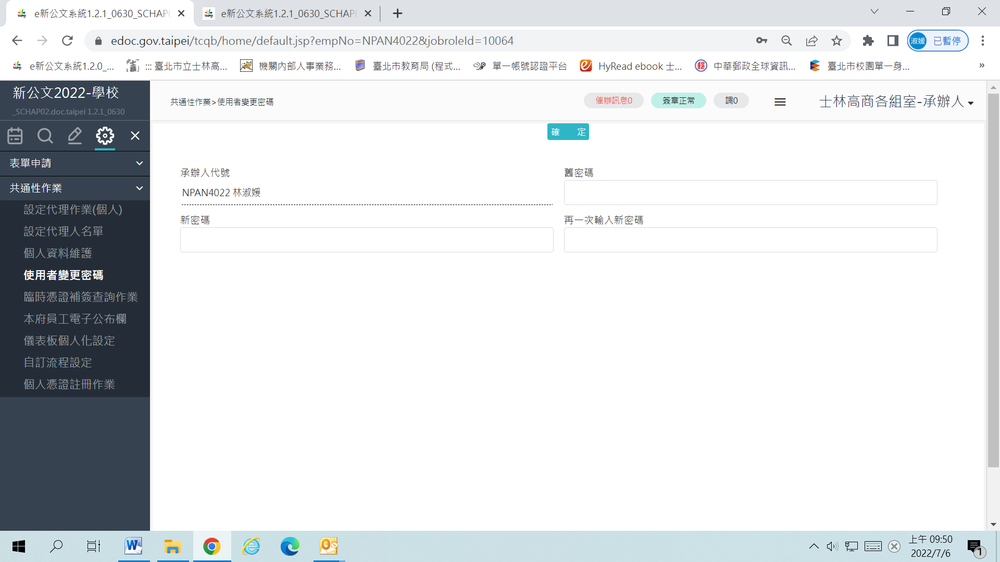 e新公文系統1.2.1_0630_SCHAP
e新公文系統1.2.1_0630_SCHAP
edoc.gov.taipei/tcqb/home/default.jsp?empNo=NPAN4022&jobroleId=10064
淑媛 已暫停
e新公文系統1.2.0_...
::: 臺北市立士林高...
機關內部人事業務...
臺北市教育局 (程式...
單一帳號認證平台
HyRead ebook 士...
中華郵政全球資訊...
臺北市校園單一身...
»
新公文2022-學校
_SCHAP02.doc.taipei 1.2.1_0630
共通性作業>使用者變更密碼
催辦訊息0
簽章正常
調0
士林高商各組室-承辦人
確 定
表單申請
共通性作業
設定代理作業(個人)
設定代理人名單
個人資料維護
使用者變更密碼
臨時憑證補簽查詢作業
本府員工電子公布欄
儀表板個人化設定
自訂流程設定
個人憑證註冊作業
承辦人代號
NPAN4022 林淑媛
舊密碼
新密碼
再一次輸入新密碼
上午 09:50
2022/7/6
1